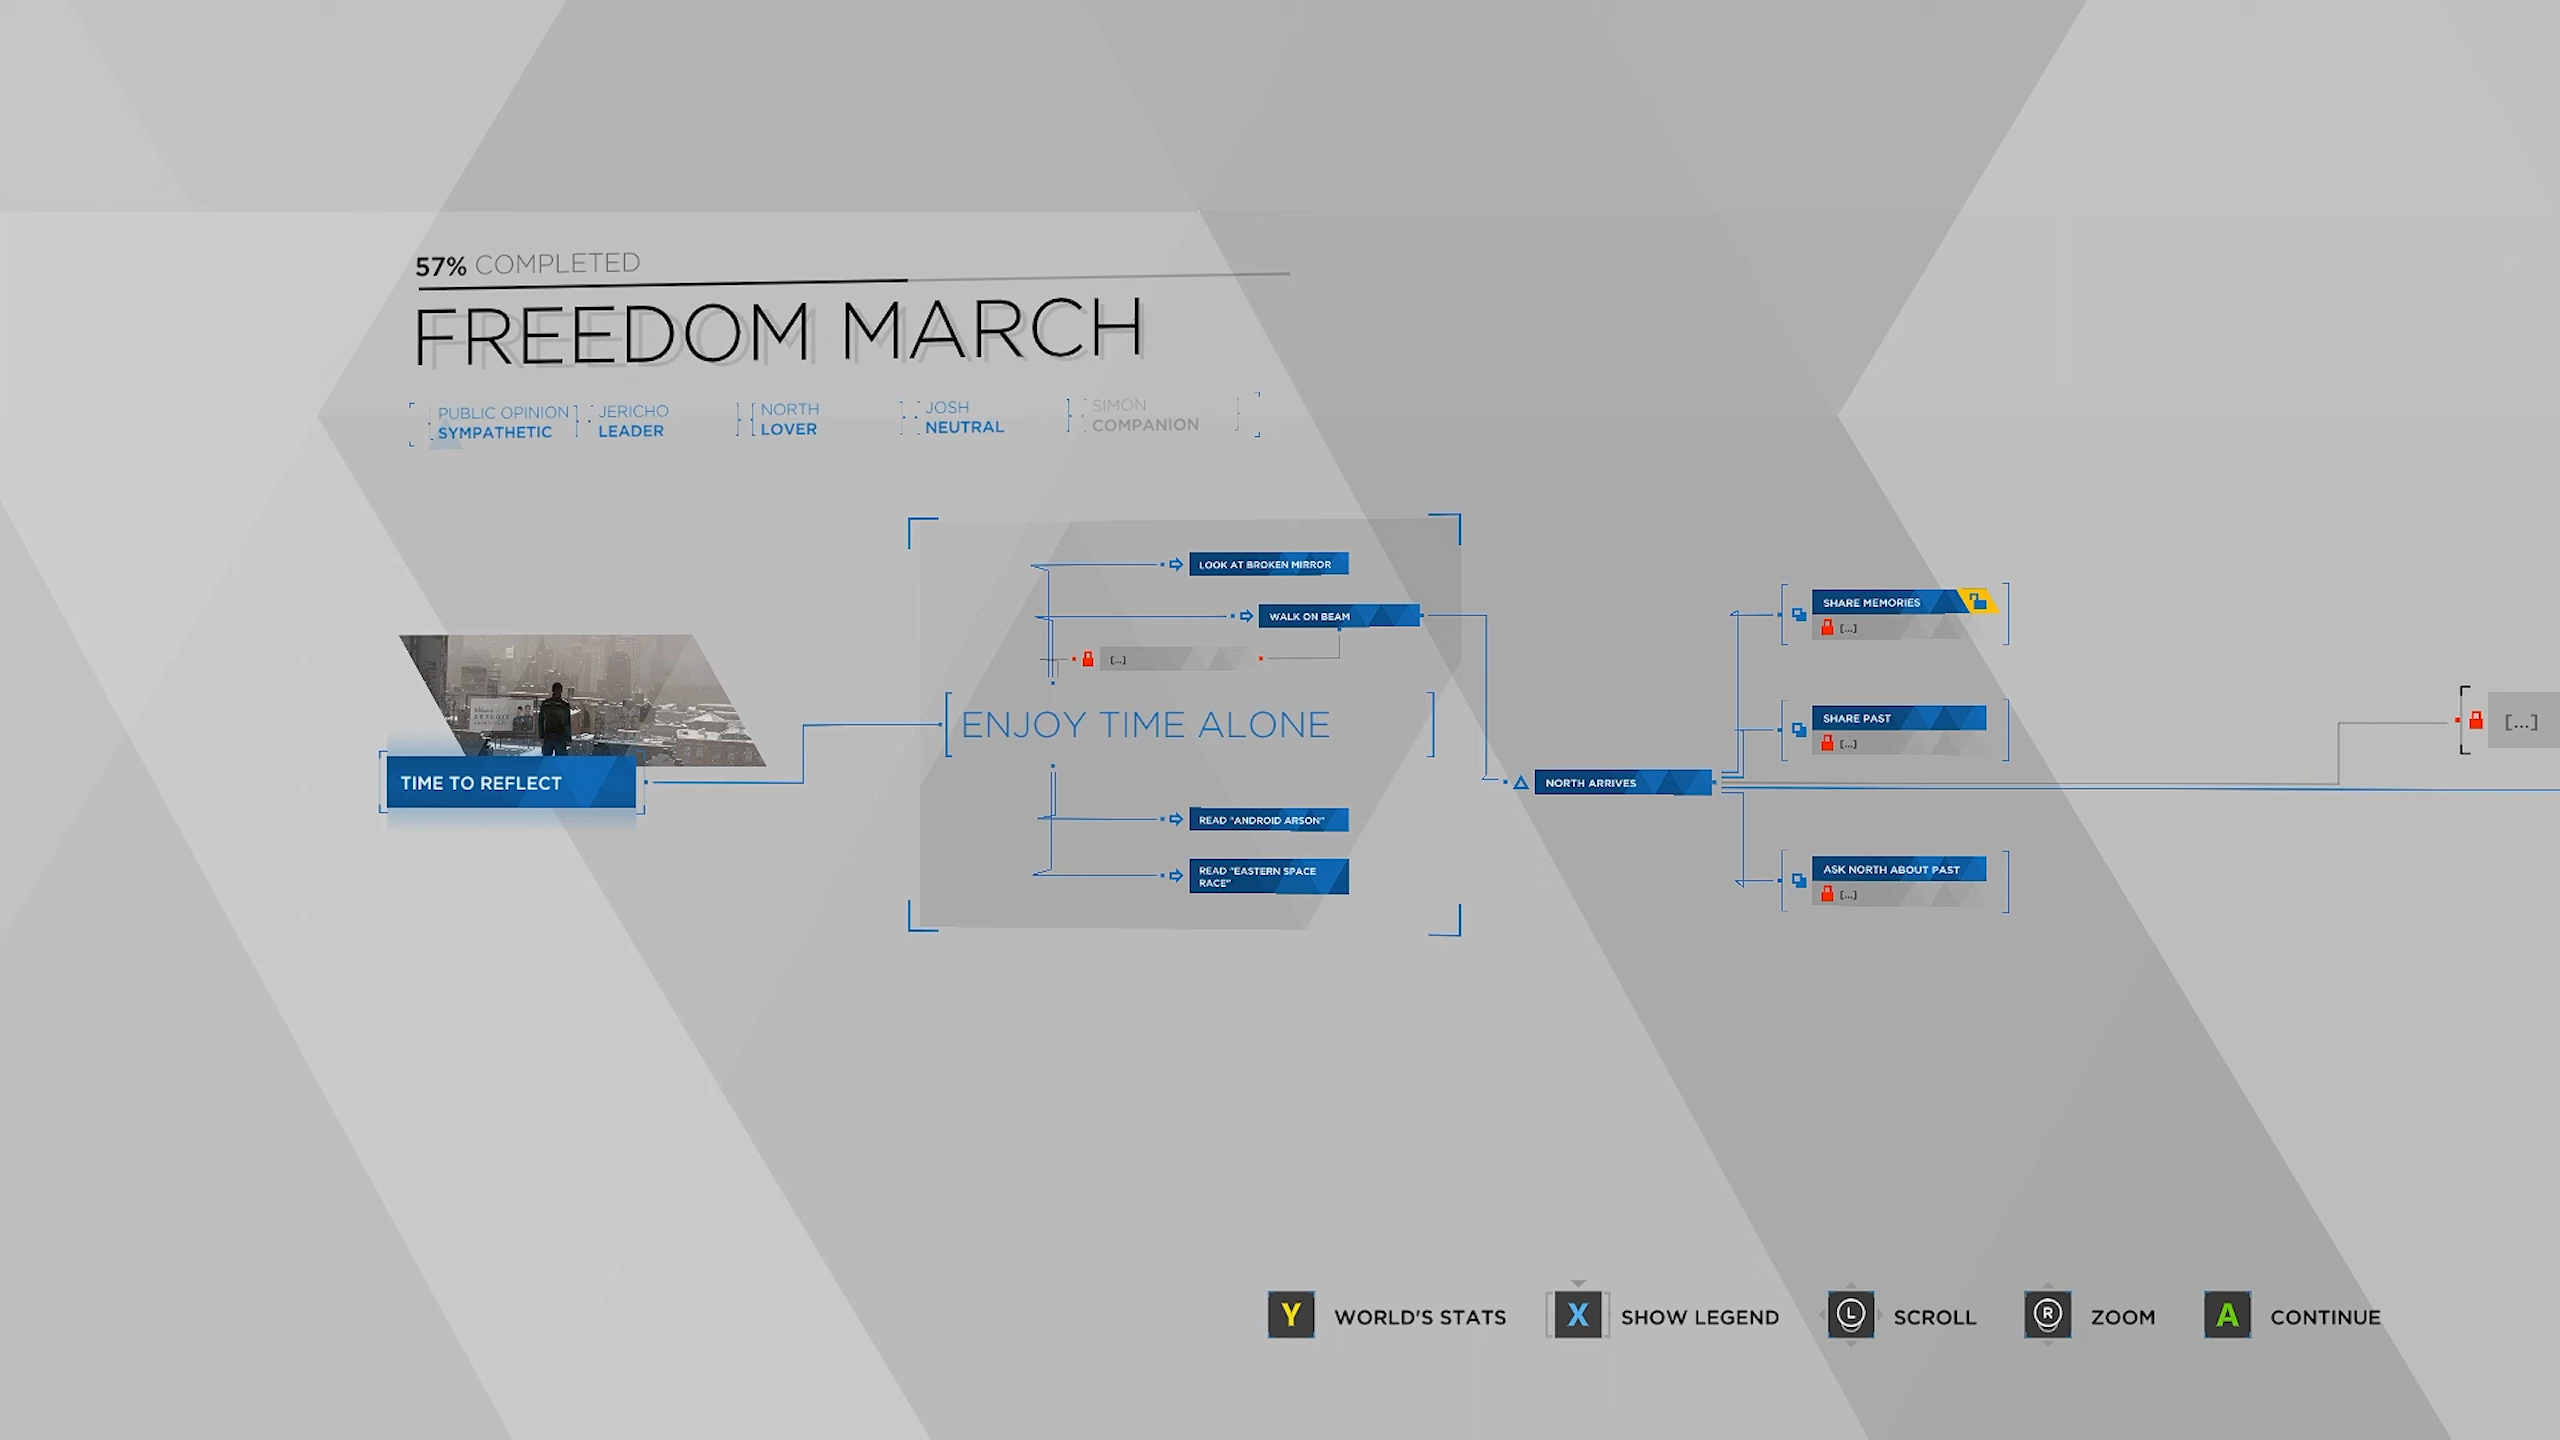 57% COMPLETED
FREEDOM MARCH
PUBLIC OPINION
SYMPATHETIC
JERICHO
LEADER
NORTH
LOVER
JOSH
NEUTRAL
SIMON
COMPANION
TIME TO REFLECT
LOOK AT BROKEN MIRROR
WALK ON BEAM
[...]
ENJOY TIME ALONE
READ "ANDROID ARSON"
READ "EASTERN SPACE
RACE"
NORTH ARRIVES
SHARE MEMORIES
[...]
SHARE PAST
[...]
ASK NORTH ABOUT PAST
[...]
[...]
Y WORLD'S STATS
X SHOW LEGEND
L SCROLL
R ZOOM
A CONTINUE